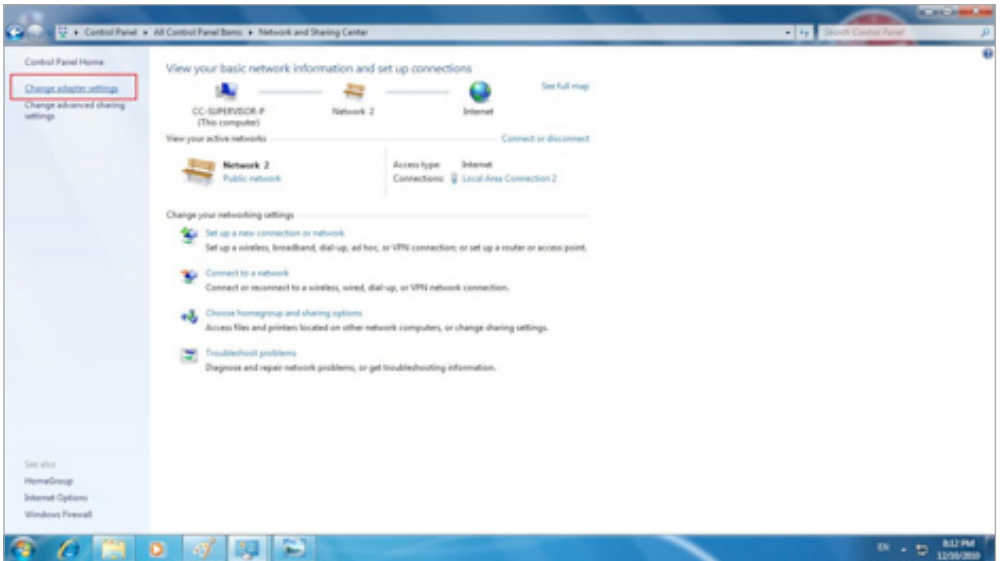 Control Panel ▸ All Control Panel Items ▸ Network and Sharing Center
Search Control Panel
Control Panel Home
Change adapter settings
Change advanced sharing
settings
View your basic network information and set up connections
See full map
CC-SUPERVISOR-P
(This computer)
Network 2
Internet
View your active networks
Connect or disconnect
Network 2
Public network
Access type: Internet
Connections: Local Area Connection 2
Change your networking settings
Set up a new connection or network
Set up a wireless, broadband, dial-up, ad hoc, or VPN connection; or set up a router or access point.
Connect to a network
Connect or reconnect to a wireless, wired, dial-up, or VPN network connection.
Choose homegroup and sharing options
Access files and printers located on other network computers, or change sharing settings.
Troubleshoot problems
Diagnose and repair network problems, or get troubleshooting information.
See also
HomeGroup
Internet Options
Windows Firewall
EN
8:12 PM
12/16/2010